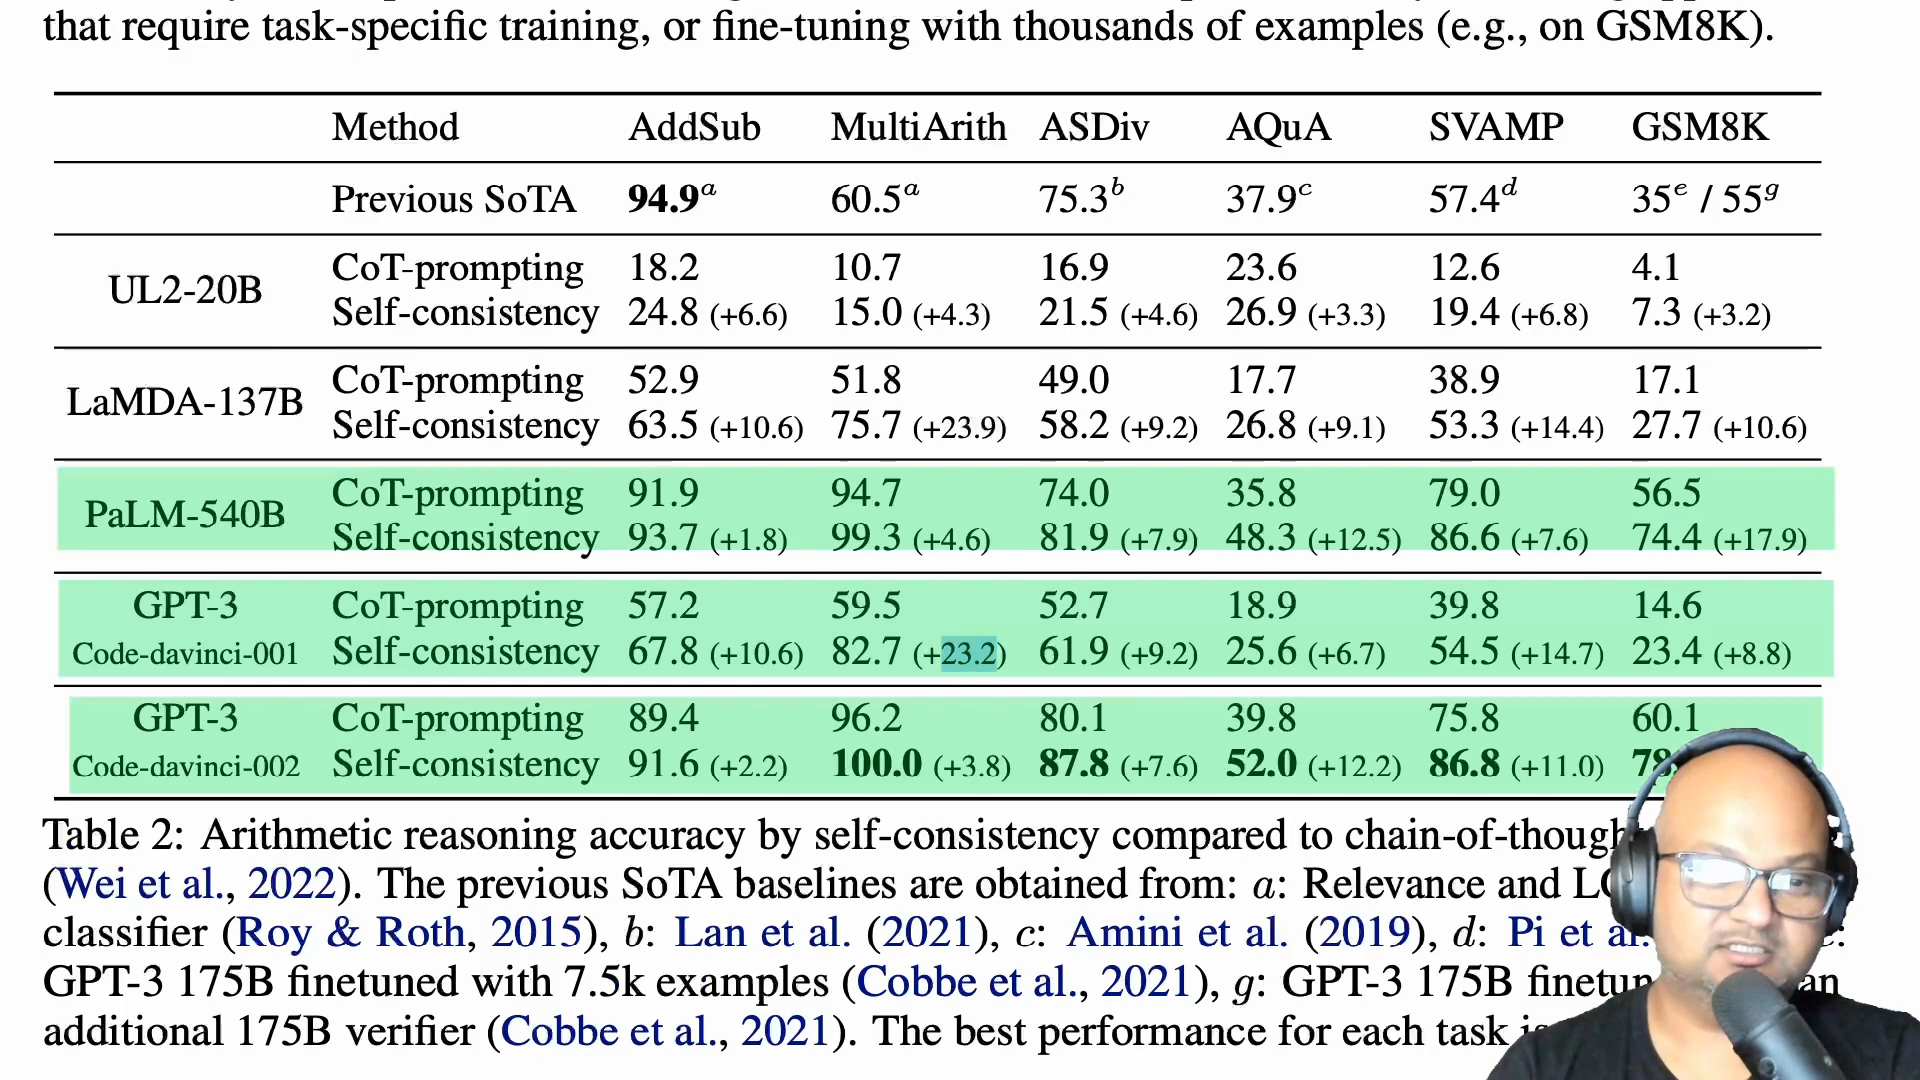 that require task-specific training, or fine-tuning with thousands of examples (e.g., on GSM8K).
Method AddSub MultiArith ASDiv AQuA SVAMP GSM8K
Previous SoTA 94.9a 60.5a 75.3b 37.9c 57.4d 35e / 55g
UL2-20B
CoT-prompting 18.2 10.7 16.9 23.6 12.6 4.1
Self-consistency 24.8 (+6.6) 15.0 (+4.3) 21.5 (+4.6) 26.9 (+3.3) 19.4 (+6.8) 7.3 (+3.2)
LaMDA-137B
CoT-prompting 52.9 51.8 49.0 17.7 38.9 17.1
Self-consistency 63.5 (+10.6) 75.7 (+23.9) 58.2 (+9.2) 26.8 (+9.1) 53.3 (+14.4) 27.7 (+10.6)
PaLM-540B
CoT-prompting 91.9 94.7 74.0 35.8 79.0 56.5
Self-consistency 93.7 (+1.8) 99.3 (+4.6) 81.9 (+7.9) 48.3 (+12.5) 86.6 (+7.6) 74.4 (+17.9)
GPT-3 CoT-prompting 57.2 59.5 52.7 18.9 39.8 14.6
Code-davinci-001 Self-consistency 67.8 (+10.6) 82.7 (+23.2) 61.9 (+9.2) 25.6 (+6.7) 54.5 (+14.7) 23.4 (+8.8)
GPT-3 CoT-prompting 89.4 96.2 80.1 39.8 75.8 60.1
Code-davinci-002 Self-consistency 91.6 (+2.2) 100.0 (+3.8) 87.8 (+7.6) 52.0 (+12.2) 86.8 (+11.0)
Table 2: Arithmetic reasoning accuracy by self-consistency compared to
(Wei et al., 2022). The previous SoTA baselines are obtained from: a: Relevance and
classifier (Roy & Roth, 2015), b: Lan et al. (2021), c: Amini et al. (2019), d: Pi et
GPT-3 175B finetuned with 7.5k examples (Cobbe et al., 2021), g: GPT-3 175B an
additional 175B verifier (Cobbe et al., 2021). The best performance for each task